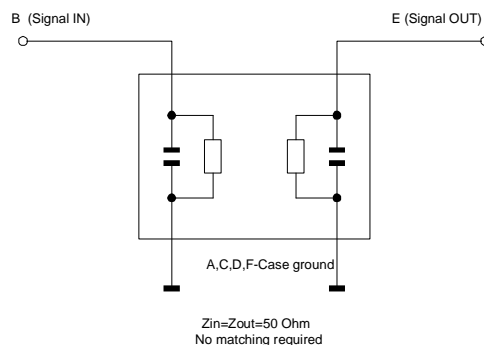 B (Signal IN)
E (Signal OUT)
A,C,D,F-Case ground
Zin=Zout=50 Ohm
No matching required